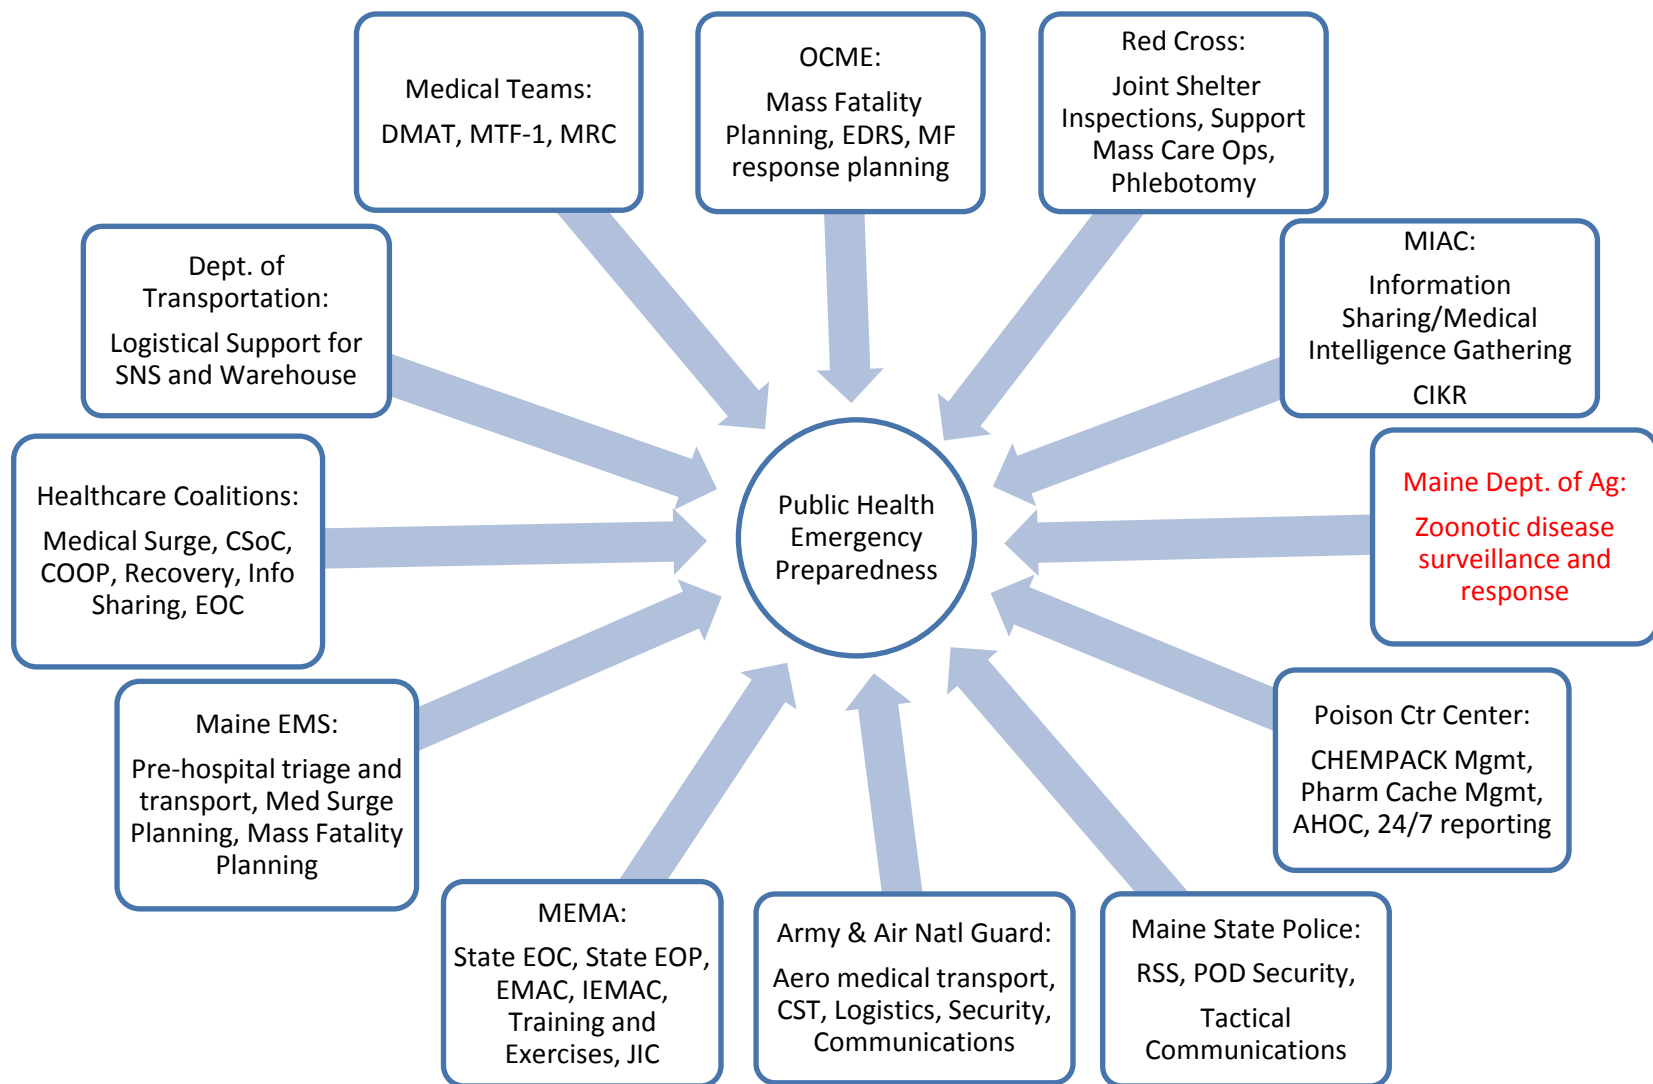 Medical Teams:
DMAT, MTF-1, MRC
OCME:
Mass Fatality
Planning, EDRS, MF
response planning
Red Cross:
Joint Shelter
Inspections, Support
Mass Care Ops,
Phlebotomy
MIAC:
Information
Sharing/Medical
Intelligence Gathering
CIKR
Maine Dept. of Ag:
Zoonotic disease
surveillance and
response
Poison Ctr Center:
CHEMPACK Mgmt,
Pharm Cache Mgmt,
AHOC, 24/7 reporting
Maine State Police:
RSS, POD Security,
Tactical
Communications
Army & Air Natl Guard:
Aero medical transport,
CST, Logistics, Security,
Communications
MEMA:
State EOC, State EOP,
EMAC, IEMAC,
Training and
Exercises, JIC
Maine EMS:
Pre-hospital triage and
transport, Med Surge
Planning, Mass Fatality
Planning
Healthcare Coalitions:
Medical Surge, CSoC,
COOP, Recovery, Info
Sharing, EOC
Dept. of
Transportation:
Logistical Support for
SNS and Warehouse
Public Health
Emergency
Preparedness